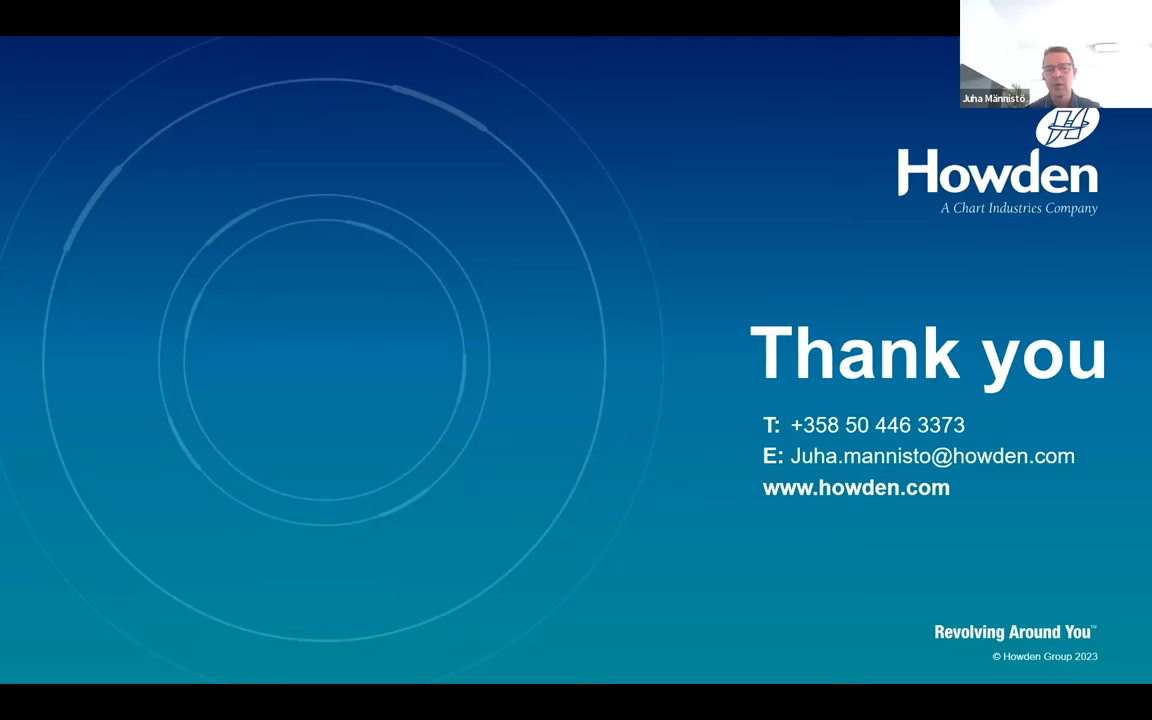 Juha Männistö
Howden
A Chart Industries Company
Thank you
T: +358 50 446 3373
E: Juha.mannisto@howden.com
www.howden.com
Revolving Around You™
© Howden Group 2023